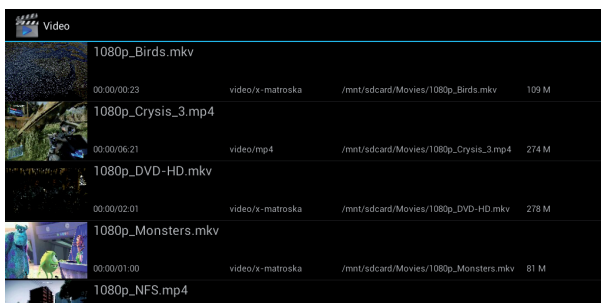 Video
1080p_Birds.mkv
00:00/00:23 video/x-matroska /mnt/sdcard/Movies/1080p_Birds.mkv 109 M
1080p_Crysis_3.mp4
00:00/06:21 video/mp4 /mnt/sdcard/Movies/1080p_Crysis_3.mp4 274 M
1080p_DVD-HD.mkv
00:00/02:01 video/x-matroska /mnt/sdcard/Movies/1080p_DVD-HD.mkv 278 M
1080p_Monsters.mkv
00:00/01:00 video/x-matroska /mnt/sdcard/Movies/1080p_Monsters.mkv 81 M
1080p_NFS.mp4